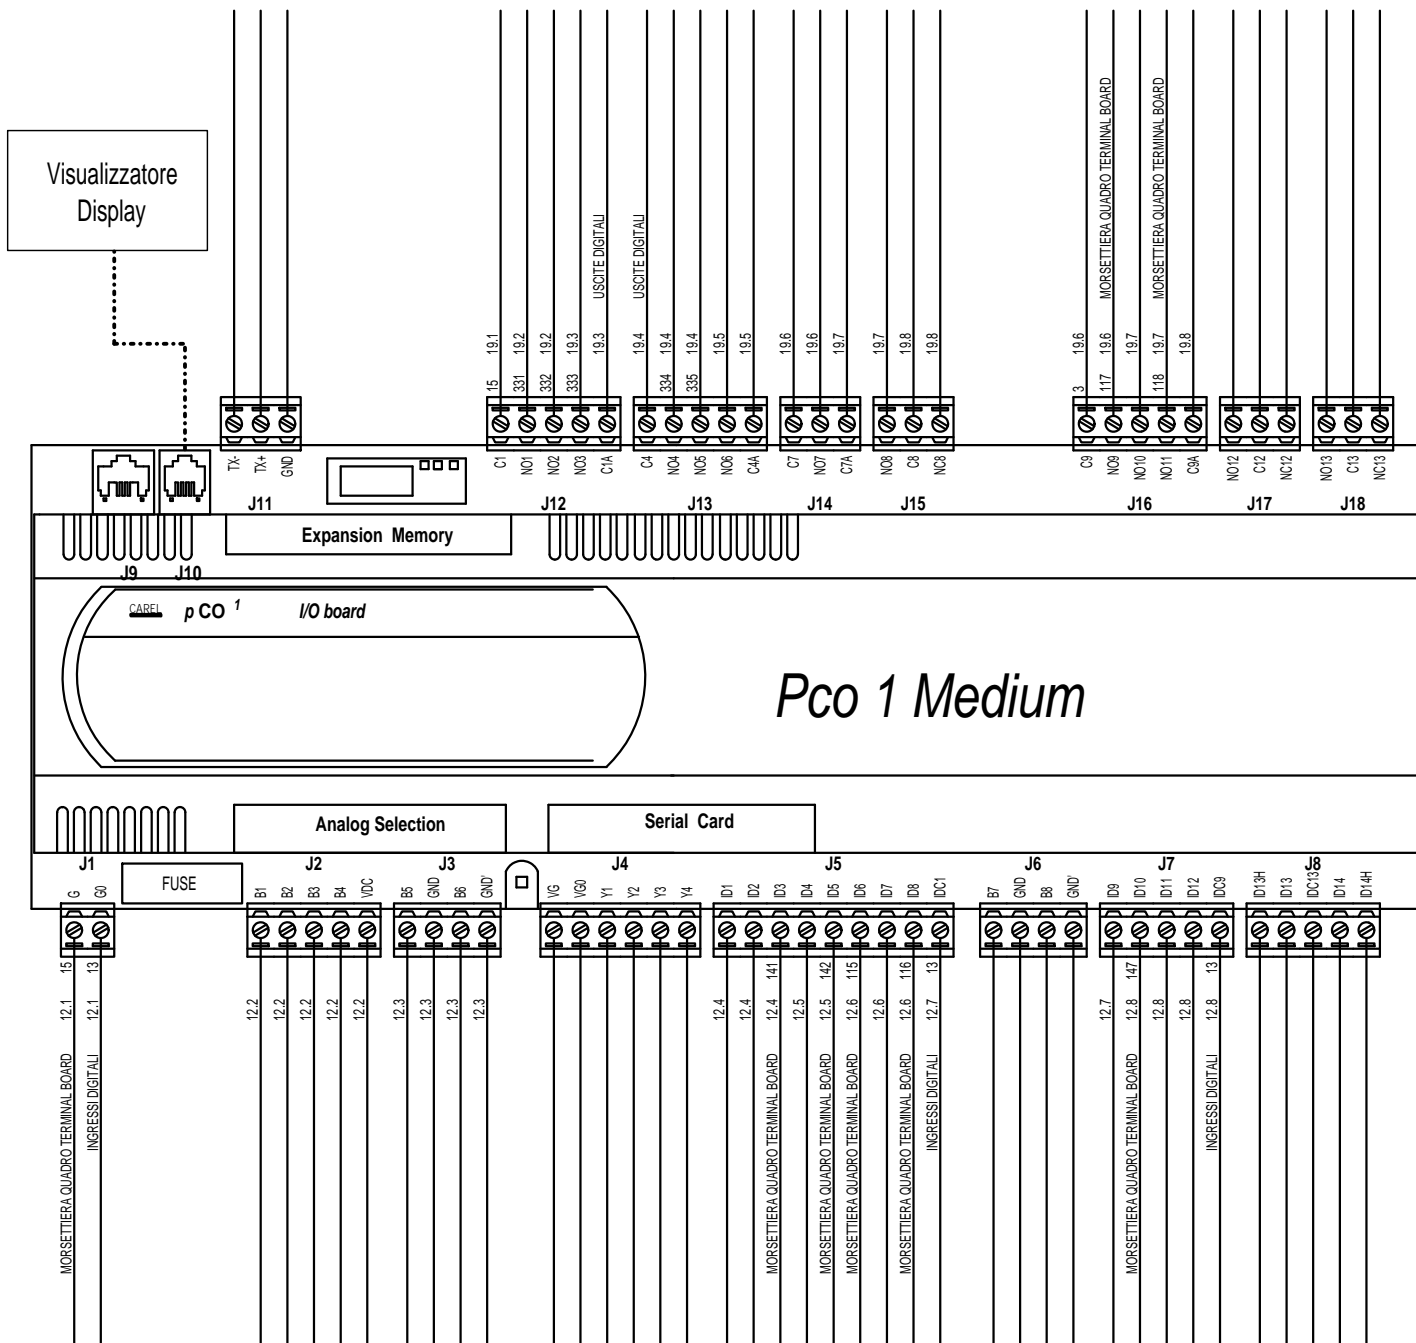 Visualizzatore
Display
MORSETTIERA QUADRO TERMINAL BOARD
MORSETTIERA QUADRO TERMINAL BOARD
USCITE DIGITALI
USCITE DIGITALI
19.1 19.2 19.2 19.3 19.3 19.4 19.4 19.4 19.5 19.5 19.6 19.6 19.7 19.7 19.8 19.8 19.6 19.6 19.7 19.7 19.8
15 331 332 333 334 335 3 117 118
TX- TX+ GND C1 NO1 NO2 NO3 C1A C4 NO4 NO5 NO6 C4A C7 NO7 C7A NO8 C8 NC8 C9 NO9 NO10 NO11 C9A NO12 C12 NC12 NO13 C13 NC13
J11 J12 J13 J14 J15 J16 J17 J18
Expansion Memory
J9 J10
CAREL pCO 1 I/O board
Pco 1 Medium
Analog Selection
Serial Card
J1 J2 J3 J4 J5 J6 J7 J8
FUSE
G G0 B1 B2 B3 B4 VDC B5 GND B6 GND' VG VG0 Y1 Y2 Y3 Y4 ID1 ID2 ID3 ID4 ID5 ID6 ID7 ID8 IDC1 B7 GND B8 GND' ID9 ID10 ID11 ID12 IDC9 ID13H ID13 IDC13 ID14 ID14H
15 13 141 142 115 116 13 147 13
12.1 12.1 12.2 12.2 12.2 12.2 12.2 12.3 12.3 12.3 12.3 12.4 12.4 12.4 12.5 12.5 12.6 12.6 12.6 12.7 12.7 12.8 12.8 12.8 12.8
MORSETTIERA QUADRO TERMINAL BOARD
INGRESSI DIGITALI
MORSETTIERA QUADRO TERMINAL BOARD
MORSETTIERA QUADRO TERMINAL BOARD
MORSETTIERA QUADRO TERMINAL BOARD
MORSETTIERA QUADRO TERMINAL BOARD
INGRESSI DIGITALI
MORSETTIERA QUADRO TERMINAL BOARD
INGRESSI DIGITALI